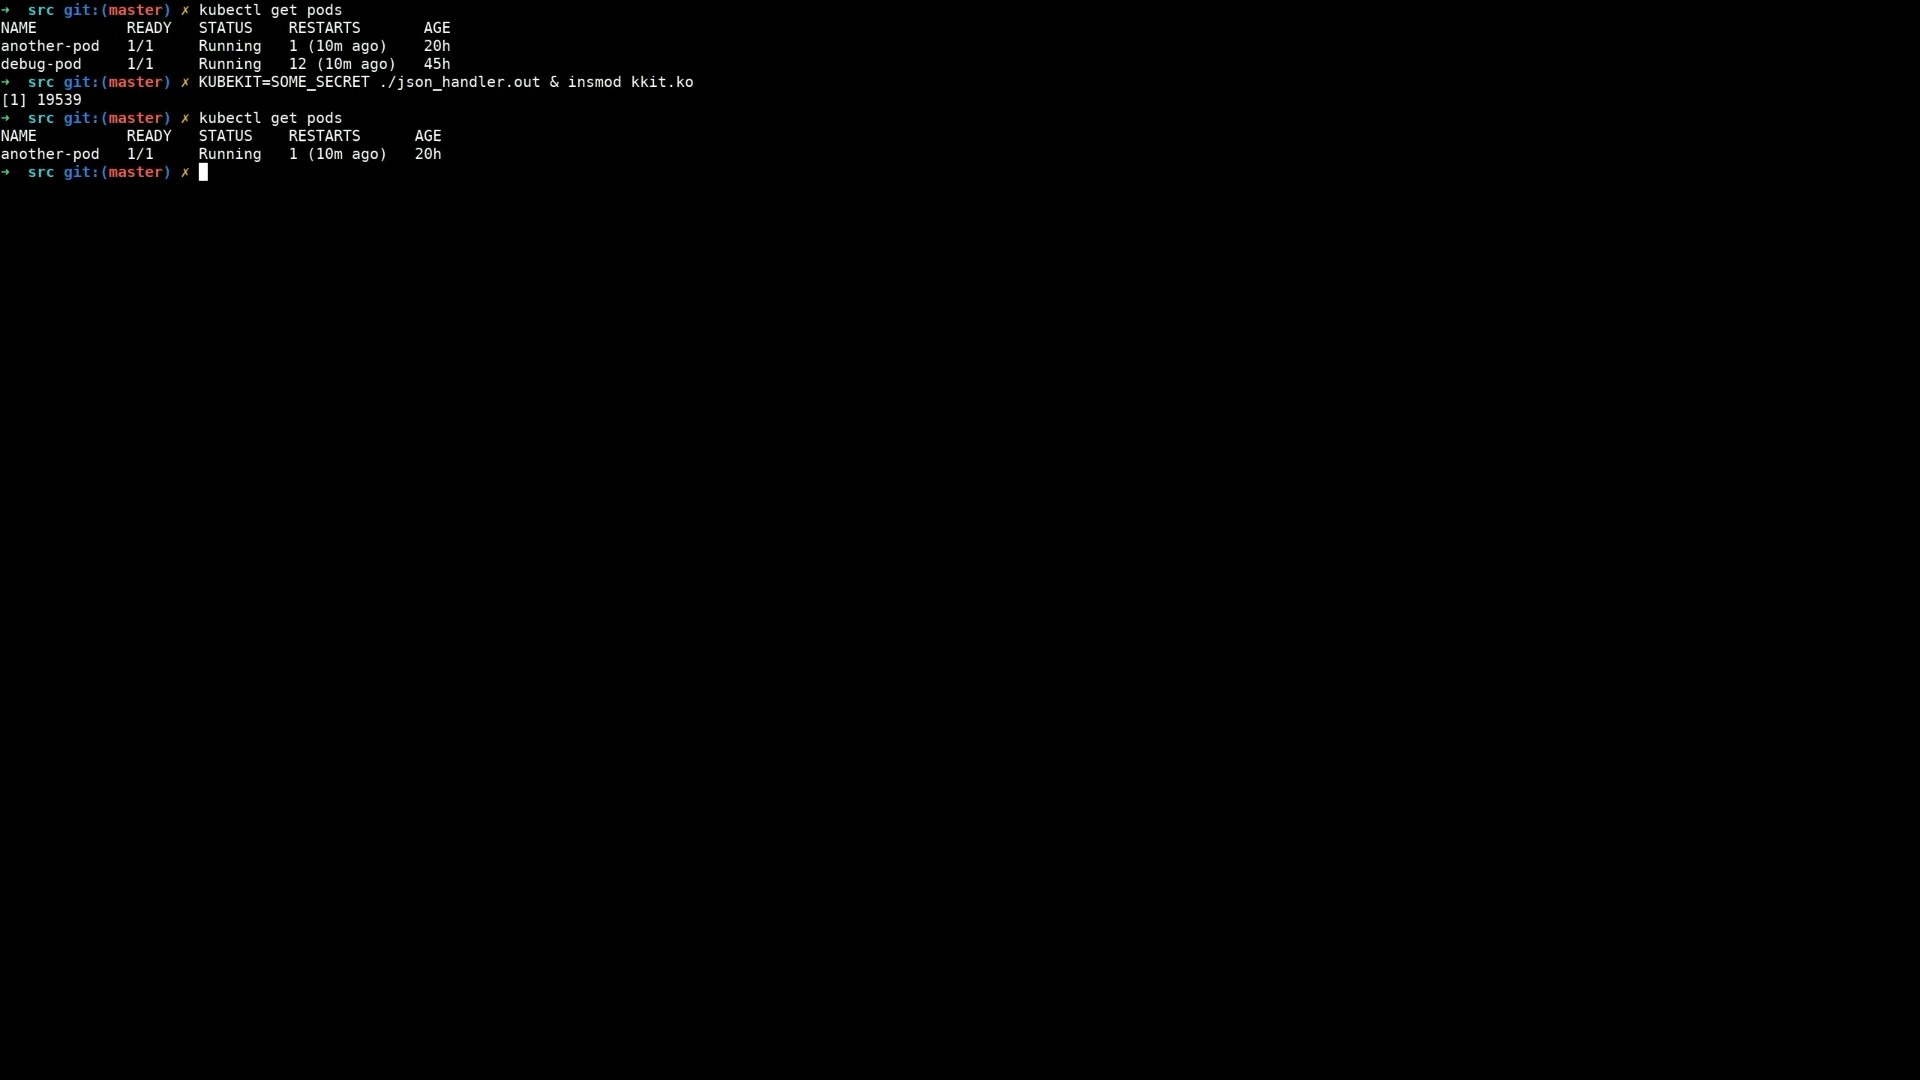 ➜  src git:(master) ✗ kubectl get pods
NAME          READY   STATUS    RESTARTS       AGE
another-pod   1/1     Running   1 (10m ago)    20h
debug-pod     1/1     Running   12 (10m ago)   45h
➜  src git:(master) ✗ KUBEKIT=SOME_SECRET ./json_handler.out & insmod kkit.ko
[1] 19539
➜  src git:(master) ✗ kubectl get pods
NAME          READY   STATUS    RESTARTS      AGE
another-pod   1/1     Running   1 (10m ago)   20h
➜  src git:(master) ✗